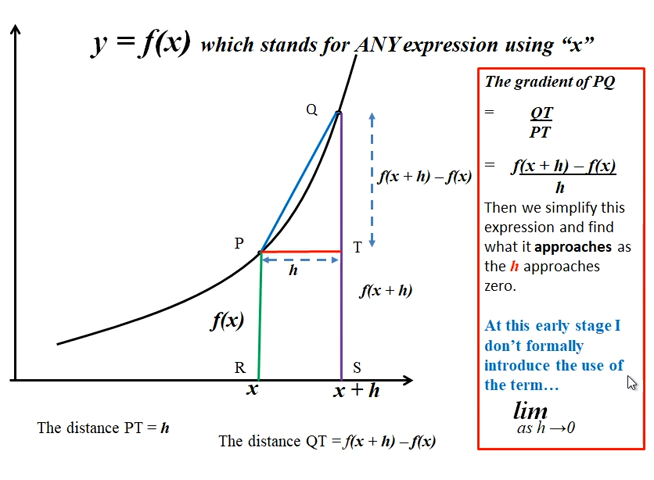 y = f(x) which stands for ANY expression using “x”
The gradient of PQ
= QT
PT
= f(x + h) – f(x)
h
Then we simplify this
expression and find
what it approaches as
the h approaches
zero.
At this early stage I
don’t formally
introduce the use of
the term…
lim
as h →0
Q
f(x + h) – f(x)
P
T
h
f(x + h)
f(x)
R
S
x
x + h
The distance PT = h
The distance QT = f(x + h) – f(x)